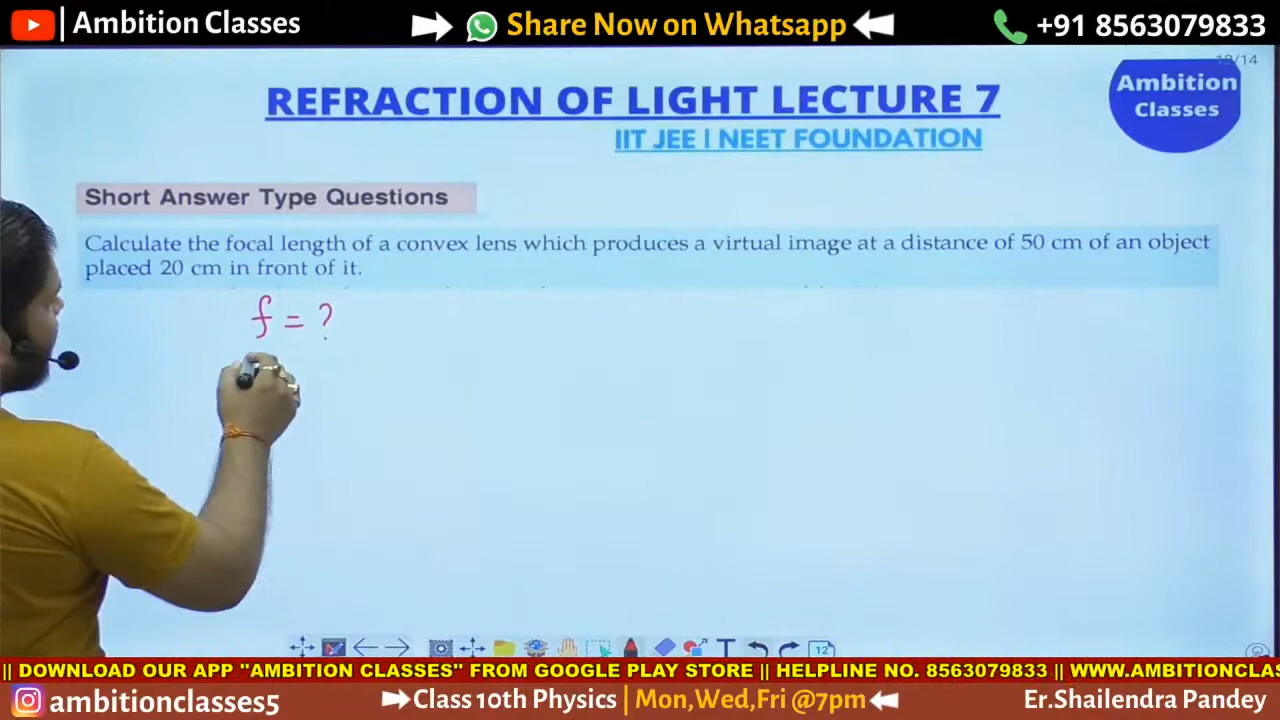 | Ambition Classes
Share Now on Whatsapp
+91 8563079833
12/14
REFRACTION OF LIGHT LECTURE 7
Ambition
Classes
IIT JEE | NEET FOUNDATION
Short Answer Type Questions
Calculate the focal length of a convex lens which produces a virtual image at a distance of 50 cm of an object
placed 20 cm in front of it.
f = ?
T
12
|| DOWNLOAD OUR APP "AMBITION CLASSES" FROM GOOGLE PLAY STORE || HELPLINE NO. 8563079833 || WWW.AMBITIONCLAS
ambitionclasses5
Class 10th Physics | Mon,Wed,Fri @7pm
Er.Shailendra Pandey